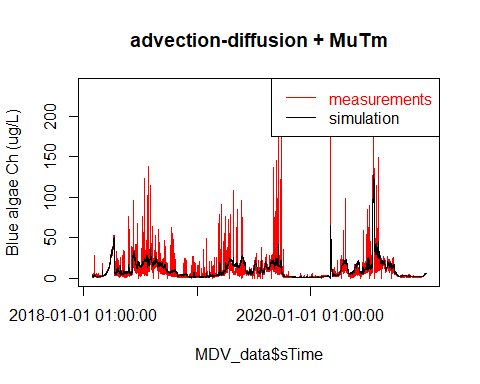 advection-diffusion + MuTm
measurements
simulation
Blue algae Ch (ug/L)
200
150
100
50
0
2018-01-01 01:00:00
2020-01-01 01:00:00
MDV_data$sTime